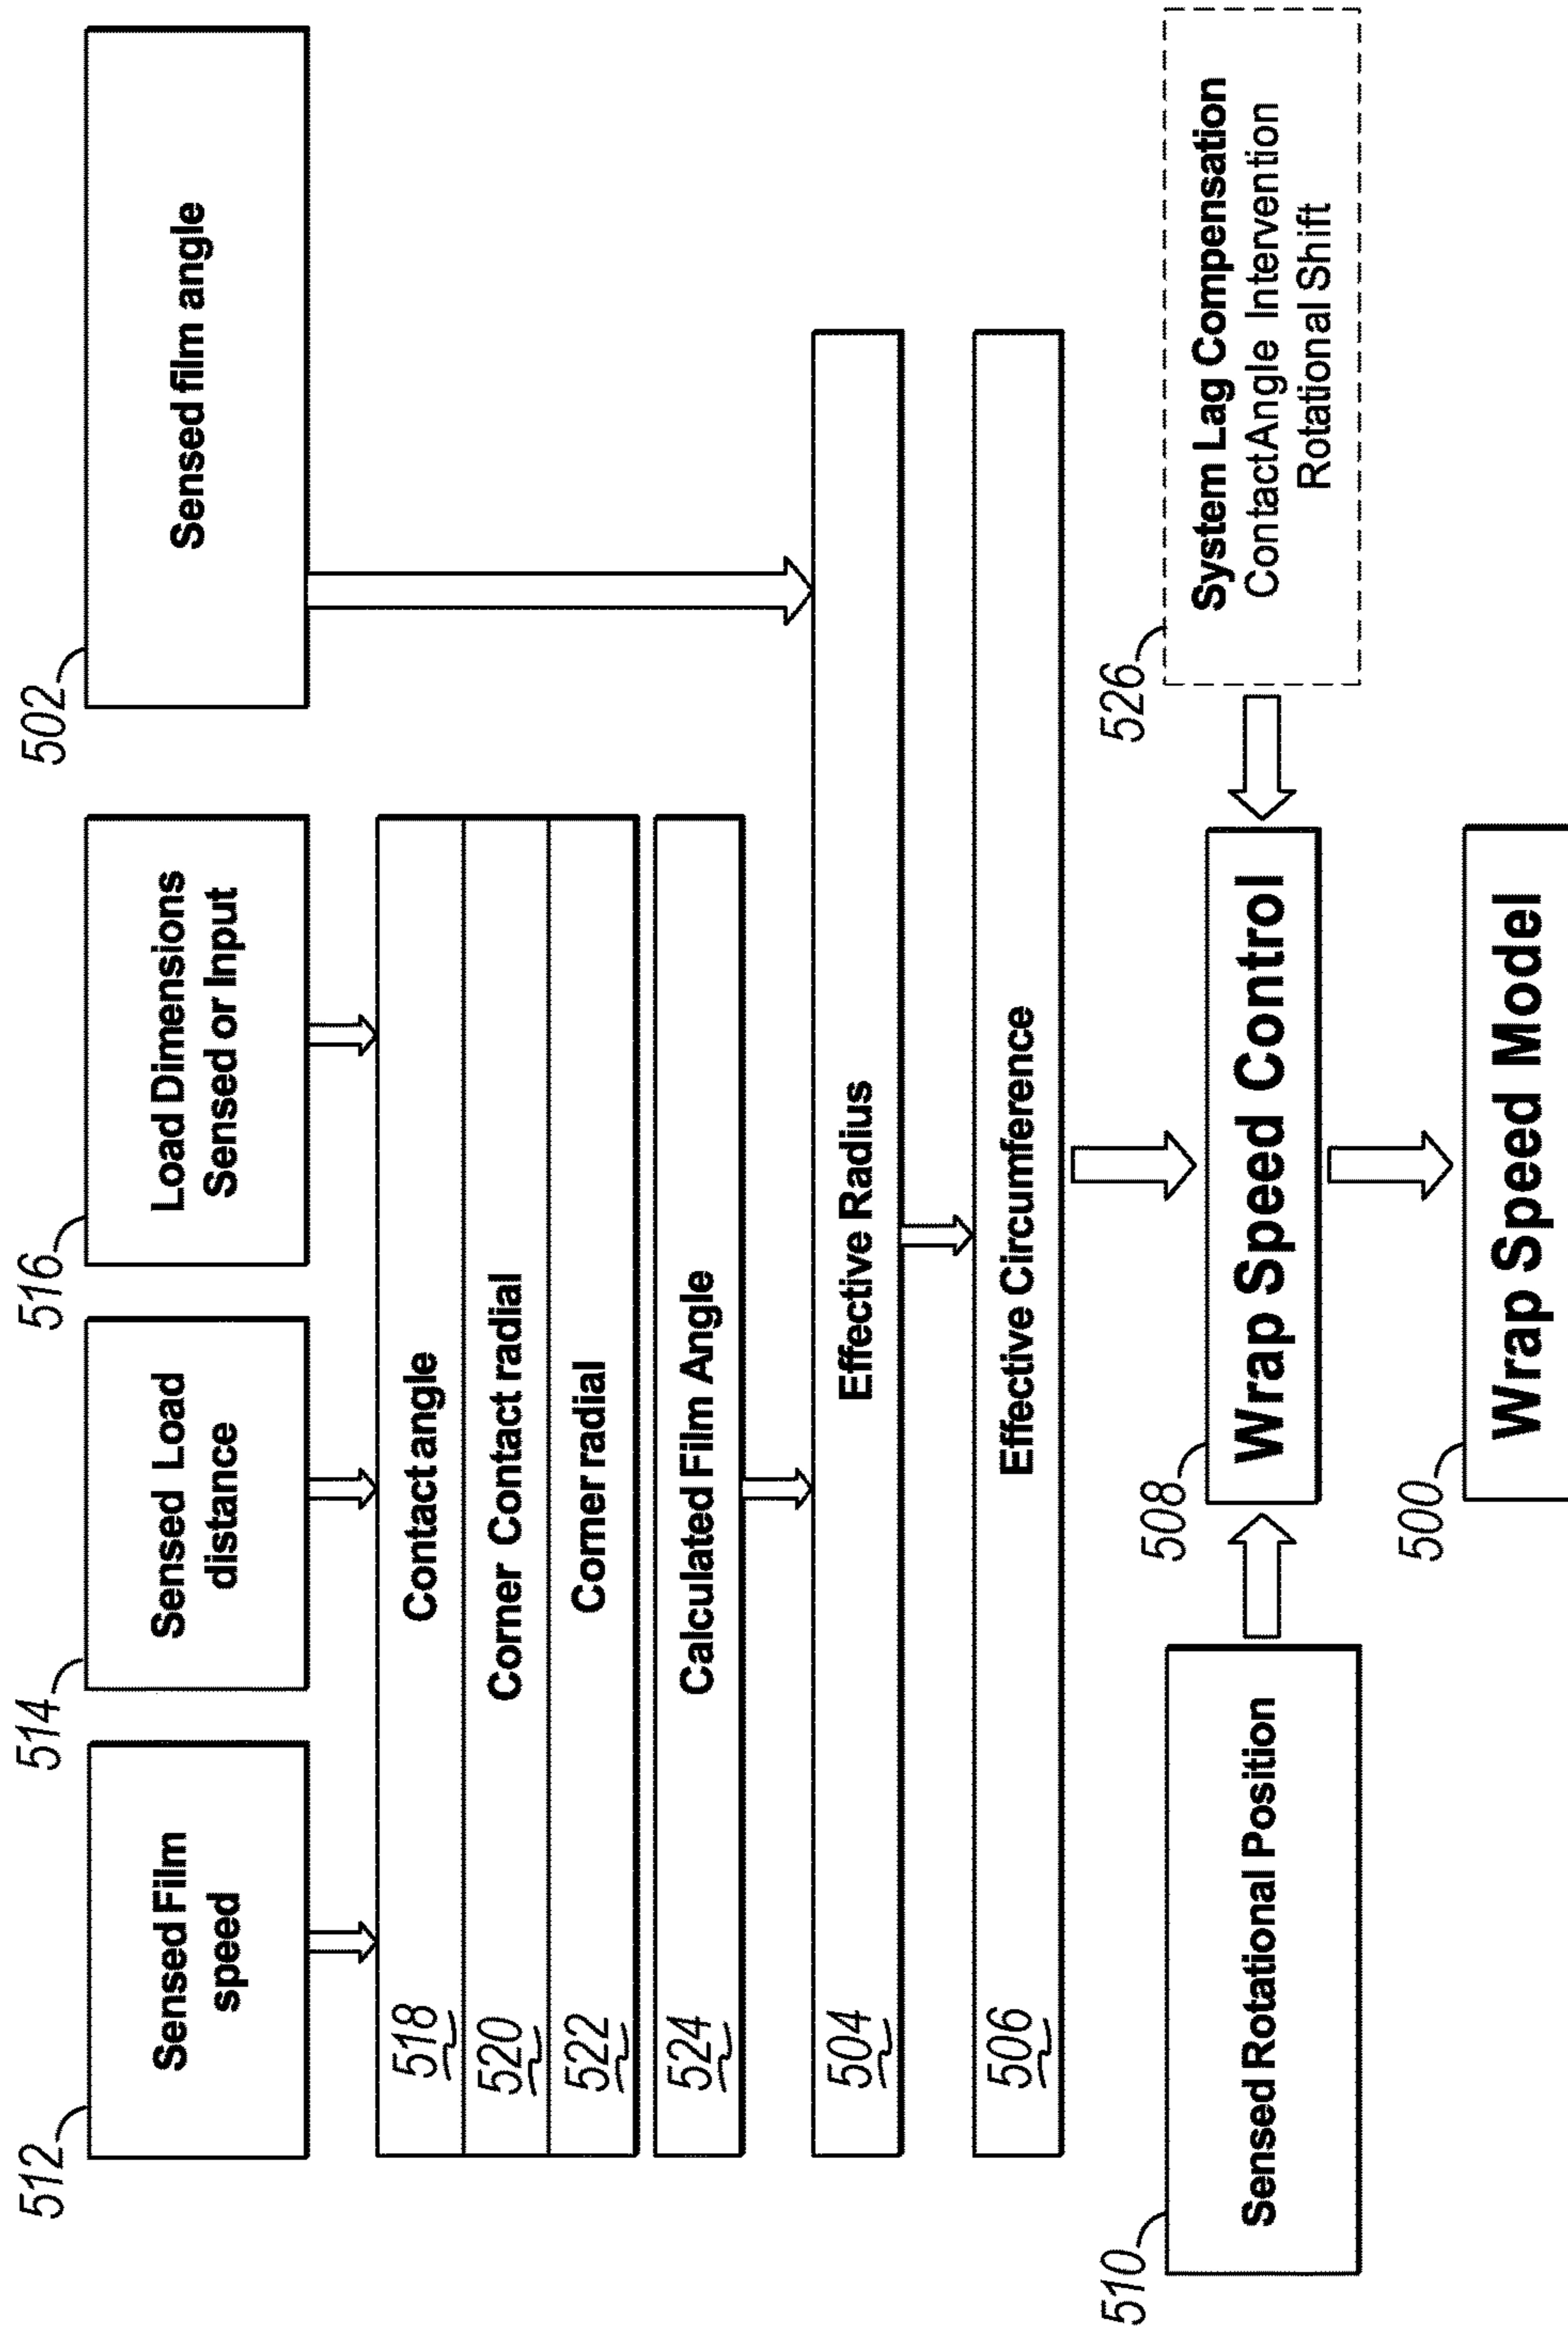 512
Sensed Film
speed
514
Sensed Load
distance
516
Load Dimensions
Sensed or Input
502
Sensed film angle
518
Contact angle
520
Corner Contact radial
522
Corner radial
524
Calculated Film Angle
504
Effective Radius
506
Effective Circumference
510
Sensed Rotational Position
508
Wrap Speed Control
526
System Lag Compensation
ContactAngle Intervention
Rotational Shift
500
Wrap Speed Model